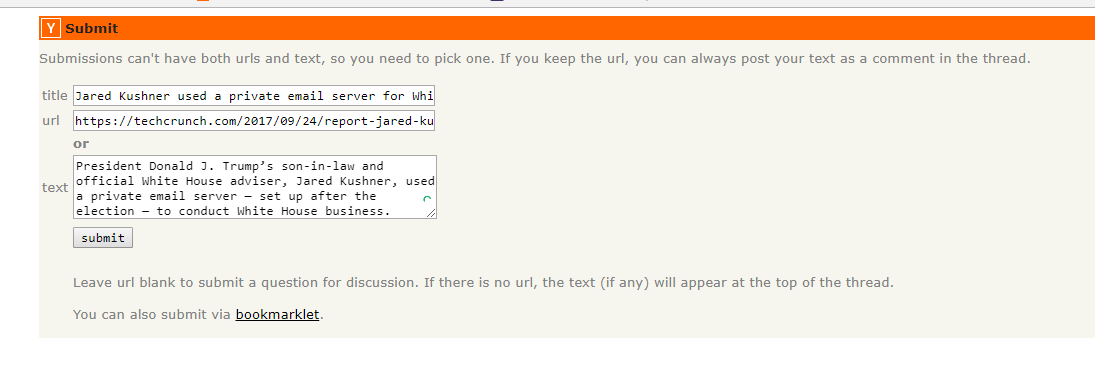 Y Submit
Submissions can't have both urls and text, so you need to pick one. If you keep the url, you can always post your text as a comment in the thread.
title Jared Kushner used a private email server for Whi
url https://techcrunch.com/2017/09/24/report-jared-ku
or
President Donald J. Trump’s son-in-law and
official White House adviser, Jared Kushner, used
text a private email server — set up after the
election — to conduct White House business.
submit
Leave url blank to submit a question for discussion. If there is no url, the text (if any) will appear at the top of the thread.
You can also submit via bookmarklet.